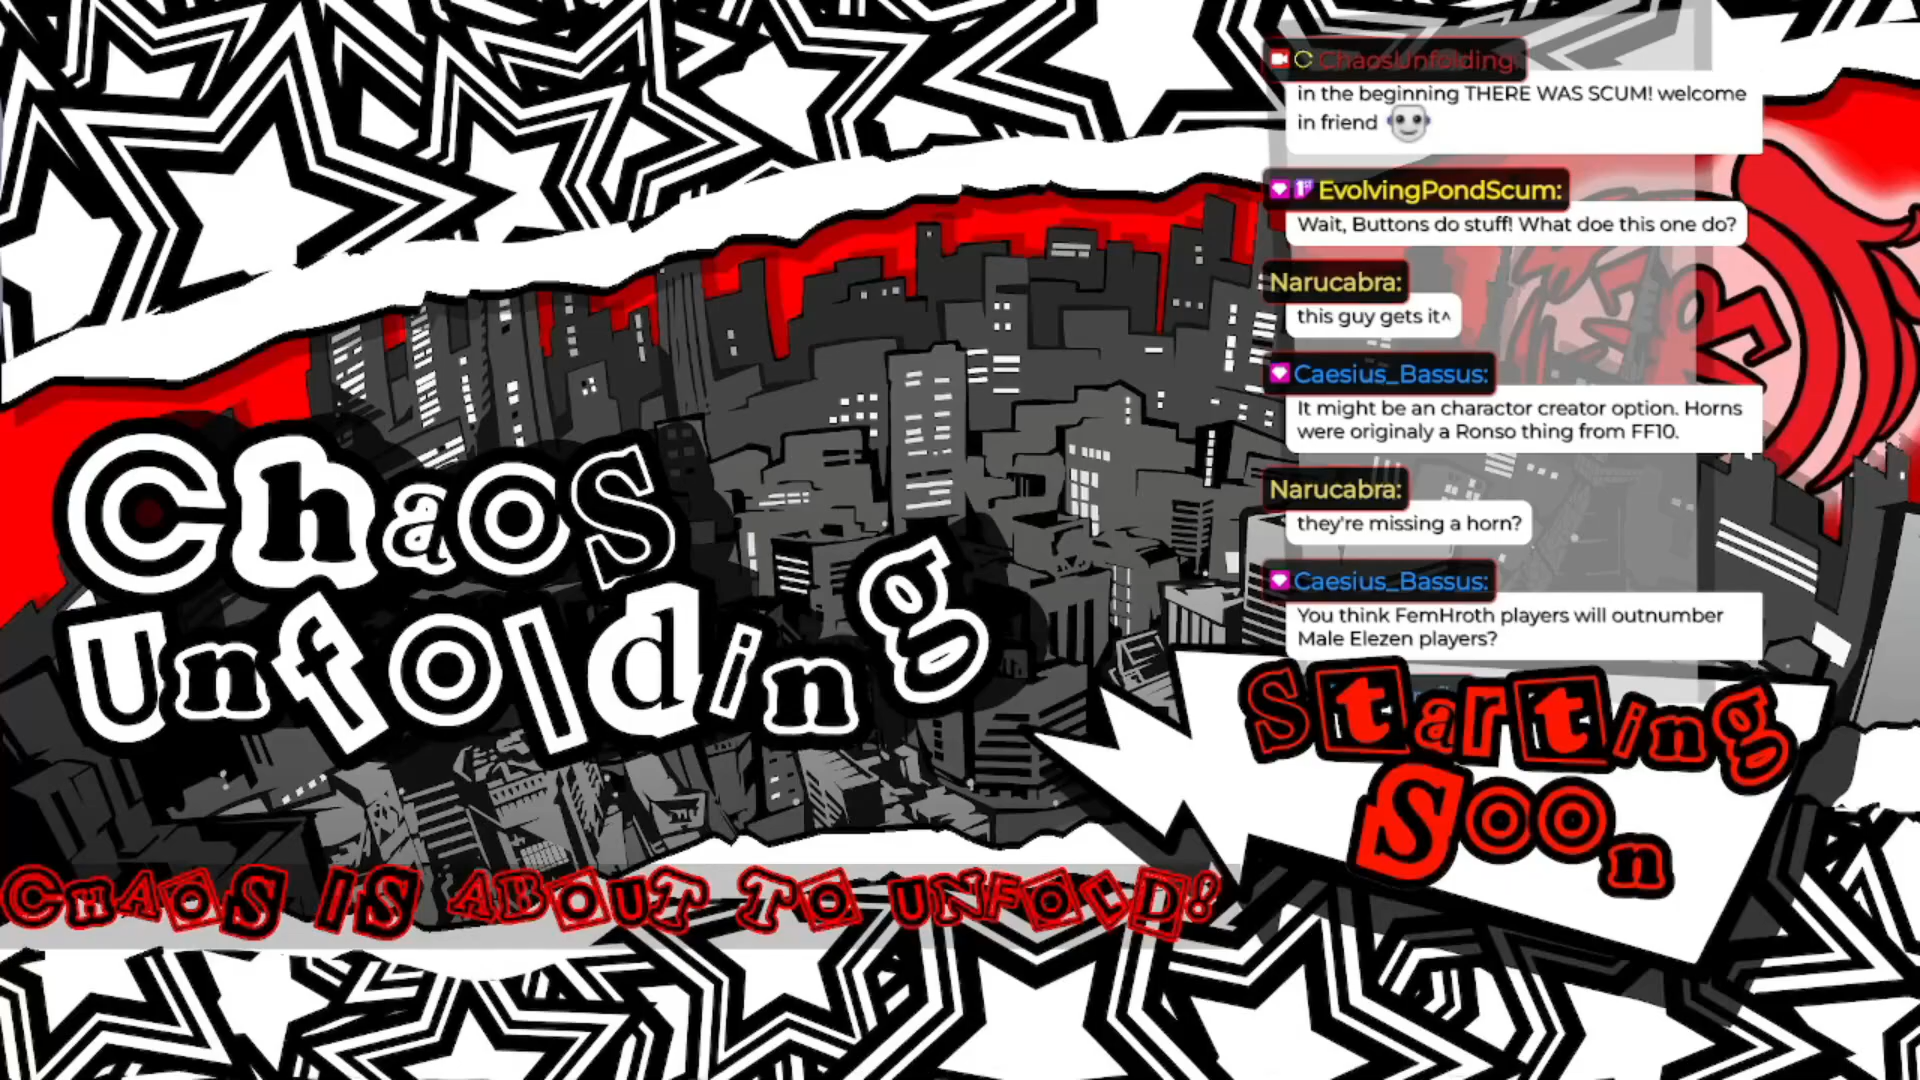 ChaosUnfolding
in the beginning THERE WAS SCUM! welcome
in friend
EvolvingPondScum:
Wait, Buttons do stuff! What doe this one do?
Narucabra:
this guy gets it^
Caesius_Bassus:
It might be an charactor creator option. Horns
were originaly a Ronso thing from FF10.
Narucabra:
they're missing a horn?
Caesius_Bassus:
You think FemHroth players will outnumber
Male Elezen players?
Chaos
Unfolding
Starting
Soon
CHAOS IS ABOUT TO UNFOLD!